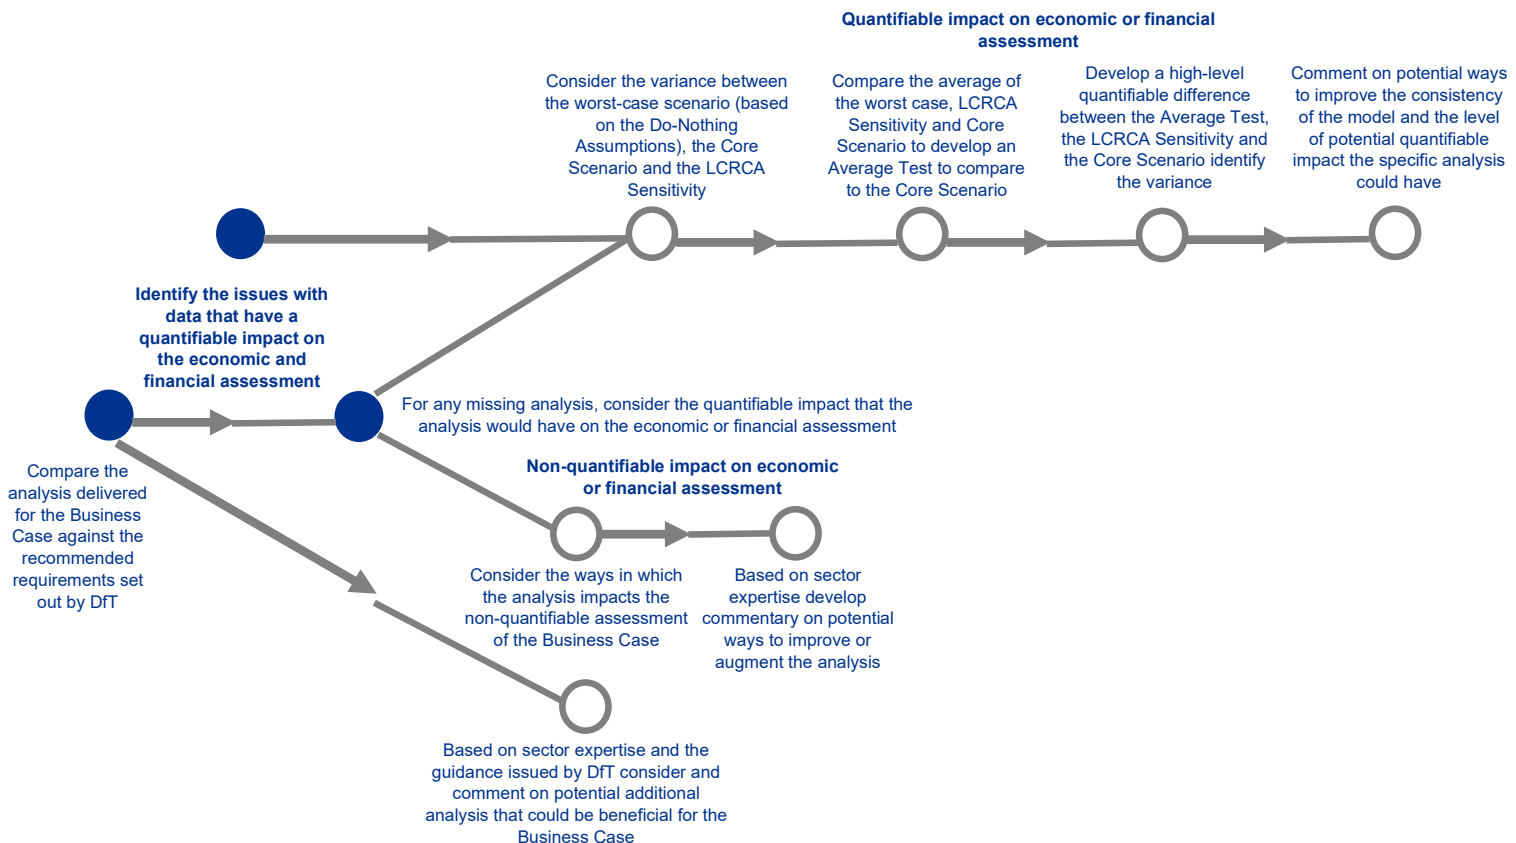 Quantifiable impact on economic or financial
assessment
Consider the variance between
the worst-case scenario (based
on the Do-Nothing
Assumptions), the Core
Scenario and the LCRCA
Sensitivity
Compare the average of
the worst case, LCRCA
Sensitivity and Core
Scenario to develop an
Average Test to compare
to the Core Scenario
Develop a high-level
quantifiable difference
between the Average Test,
the LCRCA Sensitivity and
the Core Scenario identify
the variance
Comment on potential ways
to improve the consistency
of the model and the level
of potential quantifiable
impact the specific analysis
could have
Identify the issues with
data that have a
quantifiable impact on
the economic and
financial assessment
For any missing analysis, consider the quantifiable impact that the
analysis would have on the economic or financial assessment
Compare the
analysis delivered
for the Business
Case against the
recommended
requirements set
out by DfT
Non-quantifiable impact on economic
or financial assessment
Consider the ways in which
the analysis impacts the
non-quantifiable assessment
of the Business Case
Based on sector
expertise develop
commentary on potential
ways to improve or
augment the analysis
Based on sector expertise and the
guidance issued by DfT consider and
comment on potential additional
analysis that could be beneficial for the
Business Case